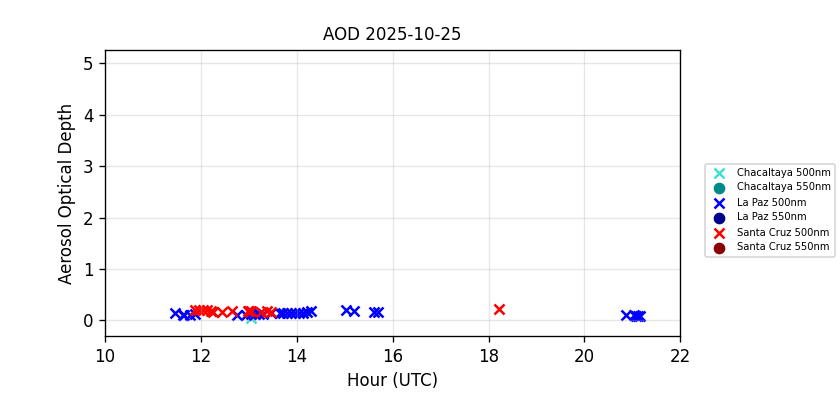 AOD 2025-10-25
5
4
3
2
1
0
10 12 14 16 18 20 22
Aerosol Optical Depth
Hour (UTC)
Chacaltaya 500nm
Chacaltaya 550nm
La Paz 500nm
La Paz 550nm
Santa Cruz 500nm
Santa Cruz 550nm